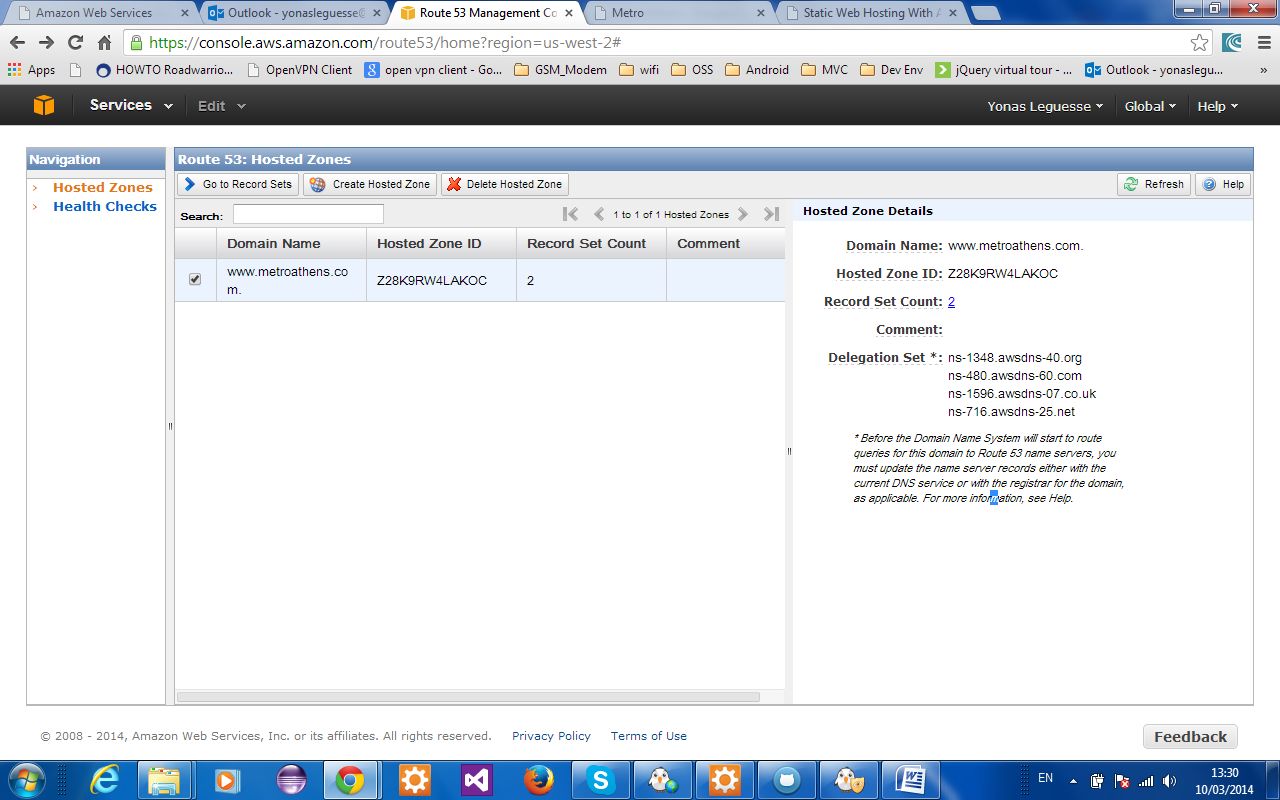 Amazon Web Services
Outlook - yonasleguesse@
Route 53 Management Co
Metro
Static Web Hosting With A
https://console.aws.amazon.com/route53/home?region=us-west-2#
Apps
HOWTO Roadwarrio...
OpenVPN Client
open vpn client - Go...
GSM_Modem
wifi
OSS
Android
MVC
Dev Env
jQuery virtual tour - ...
Outlook - yonaslegu...
»
Services
Edit
Yonas Leguesse
Global
Help
Navigation
Hosted Zones
Health Checks
Route 53: Hosted Zones
Go to Record Sets
Create Hosted Zone
Delete Hosted Zone
Refresh
Help
Search:
1 to 1 of 1 Hosted Zones
Domain Name
Hosted Zone ID
Record Set Count
Comment
www.metroathens.co
m.
Z28K9RW4LAKOC
2
Hosted Zone Details
Domain Name: www.metroathens.com.
Hosted Zone ID: Z28K9RW4LAKOC
Record Set Count: 2
Comment:
Delegation Set *: ns-1348.awsdns-40.org
ns-480.awsdns-60.com
ns-1596.awsdns-07.co.uk
ns-716.awsdns-25.net
* Before the Domain Name System will start to route
queries for this domain to Route 53 name servers, you
must update the name server records either with the
current DNS service or with the registrar for the domain,
as applicable. For more information, see Help.
© 2008 - 2014, Amazon Web Services, Inc. or its affiliates. All rights reserved.
Privacy Policy
Terms of Use
Feedback
EN
13:30
10/03/2014